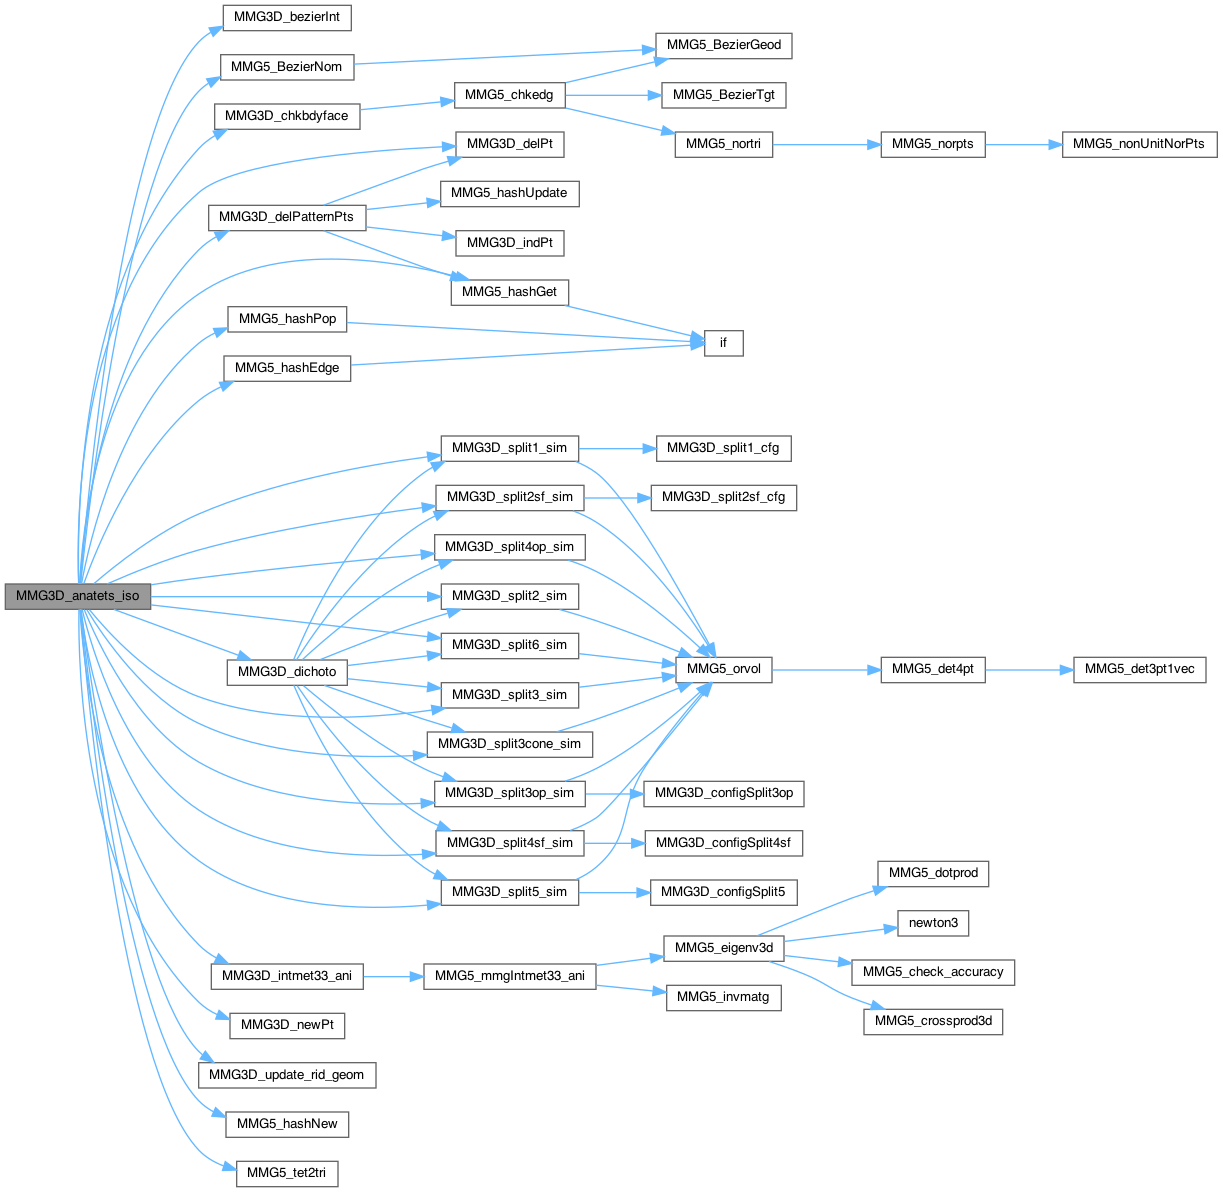 MMG3D_bezierInt
MMG5_BezierGeod
MMG5_BezierNom
MMG5_chkedg
MMG5_BezierTgt
MMG3D_chkbdyface
MMG3D_delPt
MMG5_nortri
MMG5_norpts
MMG5_nonUnitNorPts
MMG5_hashUpdate
MMG3D_delPatternPts
MMG3D_indPt
MMG5_hashGet
MMG5_hashPop
if
MMG5_hashEdge
MMG3D_split1_sim
MMG3D_split1_cfg
MMG3D_split2sf_sim
MMG3D_split2sf_cfg
MMG3D_split4op_sim
MMG3D_anatets_iso
MMG3D_split2_sim
MMG3D_split6_sim
MMG3D_dichoto
MMG5_orvol
MMG5_det4pt
MMG5_det3pt1vec
MMG3D_split3_sim
MMG3D_split3cone_sim
MMG3D_split3op_sim
MMG3D_configSplit3op
MMG3D_split4sf_sim
MMG3D_configSplit4sf
MMG5_dotprod
MMG3D_split5_sim
MMG3D_configSplit5
newton3
MMG5_eigenv3d
MMG3D_intmet33_ani
MMG5_mmgIntmet33_ani
MMG5_check_accuracy
MMG5_invmatg
MMG3D_newPt
MMG5_crossprod3d
MMG3D_update_rid_geom
MMG5_hashNew
MMG5_tet2tri